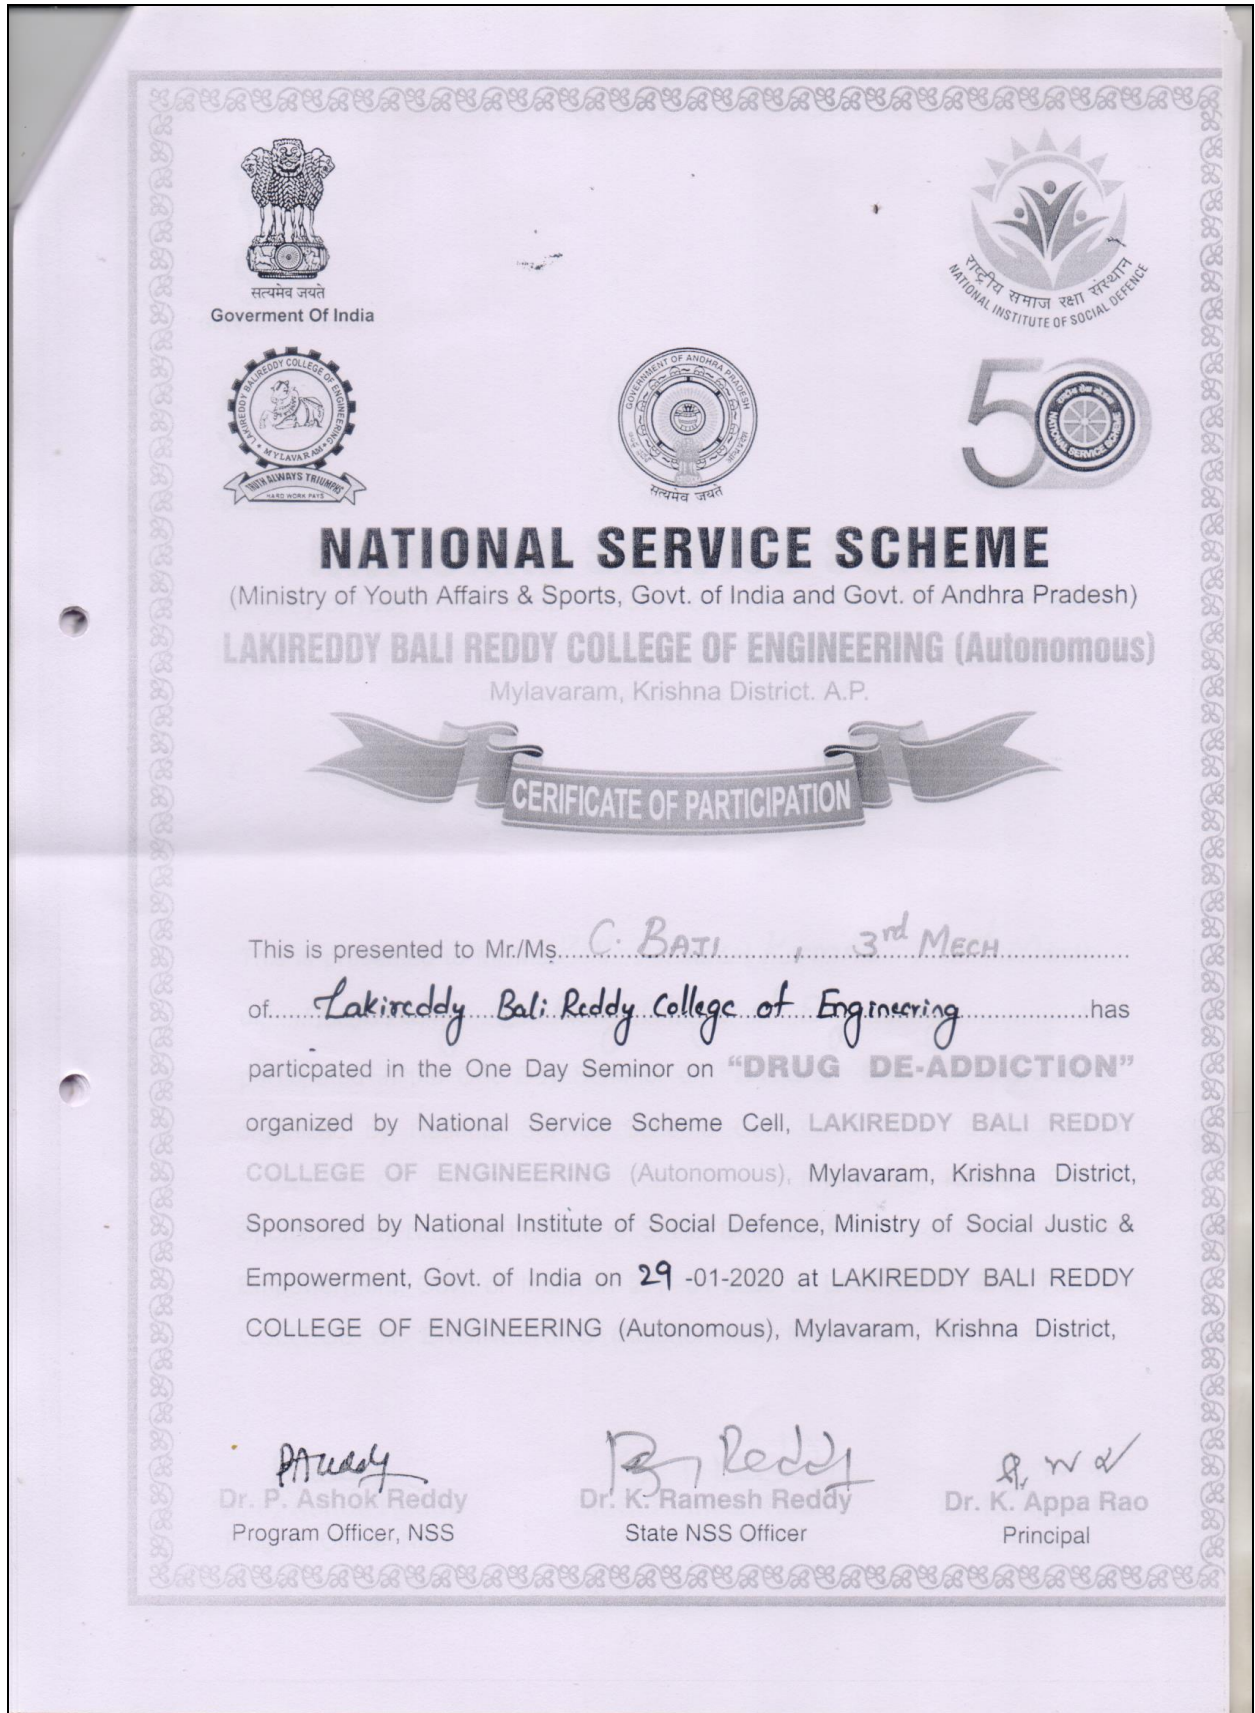 सत्यमेव जयते
Goverment Of India
राष्ट्रीय समाज रक्षा संस्थान
NATIONAL INSTITUTE OF SOCIAL DEFENCE
LAKIREDDY BALIREDDY COLLEGE OF ENGINEERING
* MYLAVARAM *
TRUTH ALWAYS TRIUMPHS
HARD WORK PAYS
GOVERNMENT OF ANDHRA PRADESH
सत्यमेव जयते
50
राष्ट्रीय सेवा योजना
NATIONAL SERVICE SCHEME
NATIONAL SERVICE SCHEME
(Ministry of Youth Affairs & Sports, Govt. of India and Govt. of Andhra Pradesh)
LAKIREDDY BALI REDDY COLLEGE OF ENGINEERING (Autonomous)
Mylavaram, Krishna District. A.P.
CERIFICATE OF PARTICIPATION
This is presented to Mr./Ms. C. BAJI, 3rd MECH
of Lakireddy Bali Reddy College of Engineering has
particpated in the One Day Seminor on “DRUG DE-ADDICTION”
organized by National Service Scheme Cell, LAKIREDDY BALI REDDY
COLLEGE OF ENGINEERING (Autonomous), Mylavaram, Krishna District,
Sponsored by National Institute of Social Defence, Ministry of Social Justic &
Empowerment, Govt. of India on 29 -01-2020 at LAKIREDDY BALI REDDY
COLLEGE OF ENGINEERING (Autonomous), Mylavaram, Krishna District,
Dr. P. Ashok Reddy
Program Officer, NSS
Reddy
Dr. K. Ramesh Reddy
State NSS Officer
Dr. K. Appa Rao
Principal